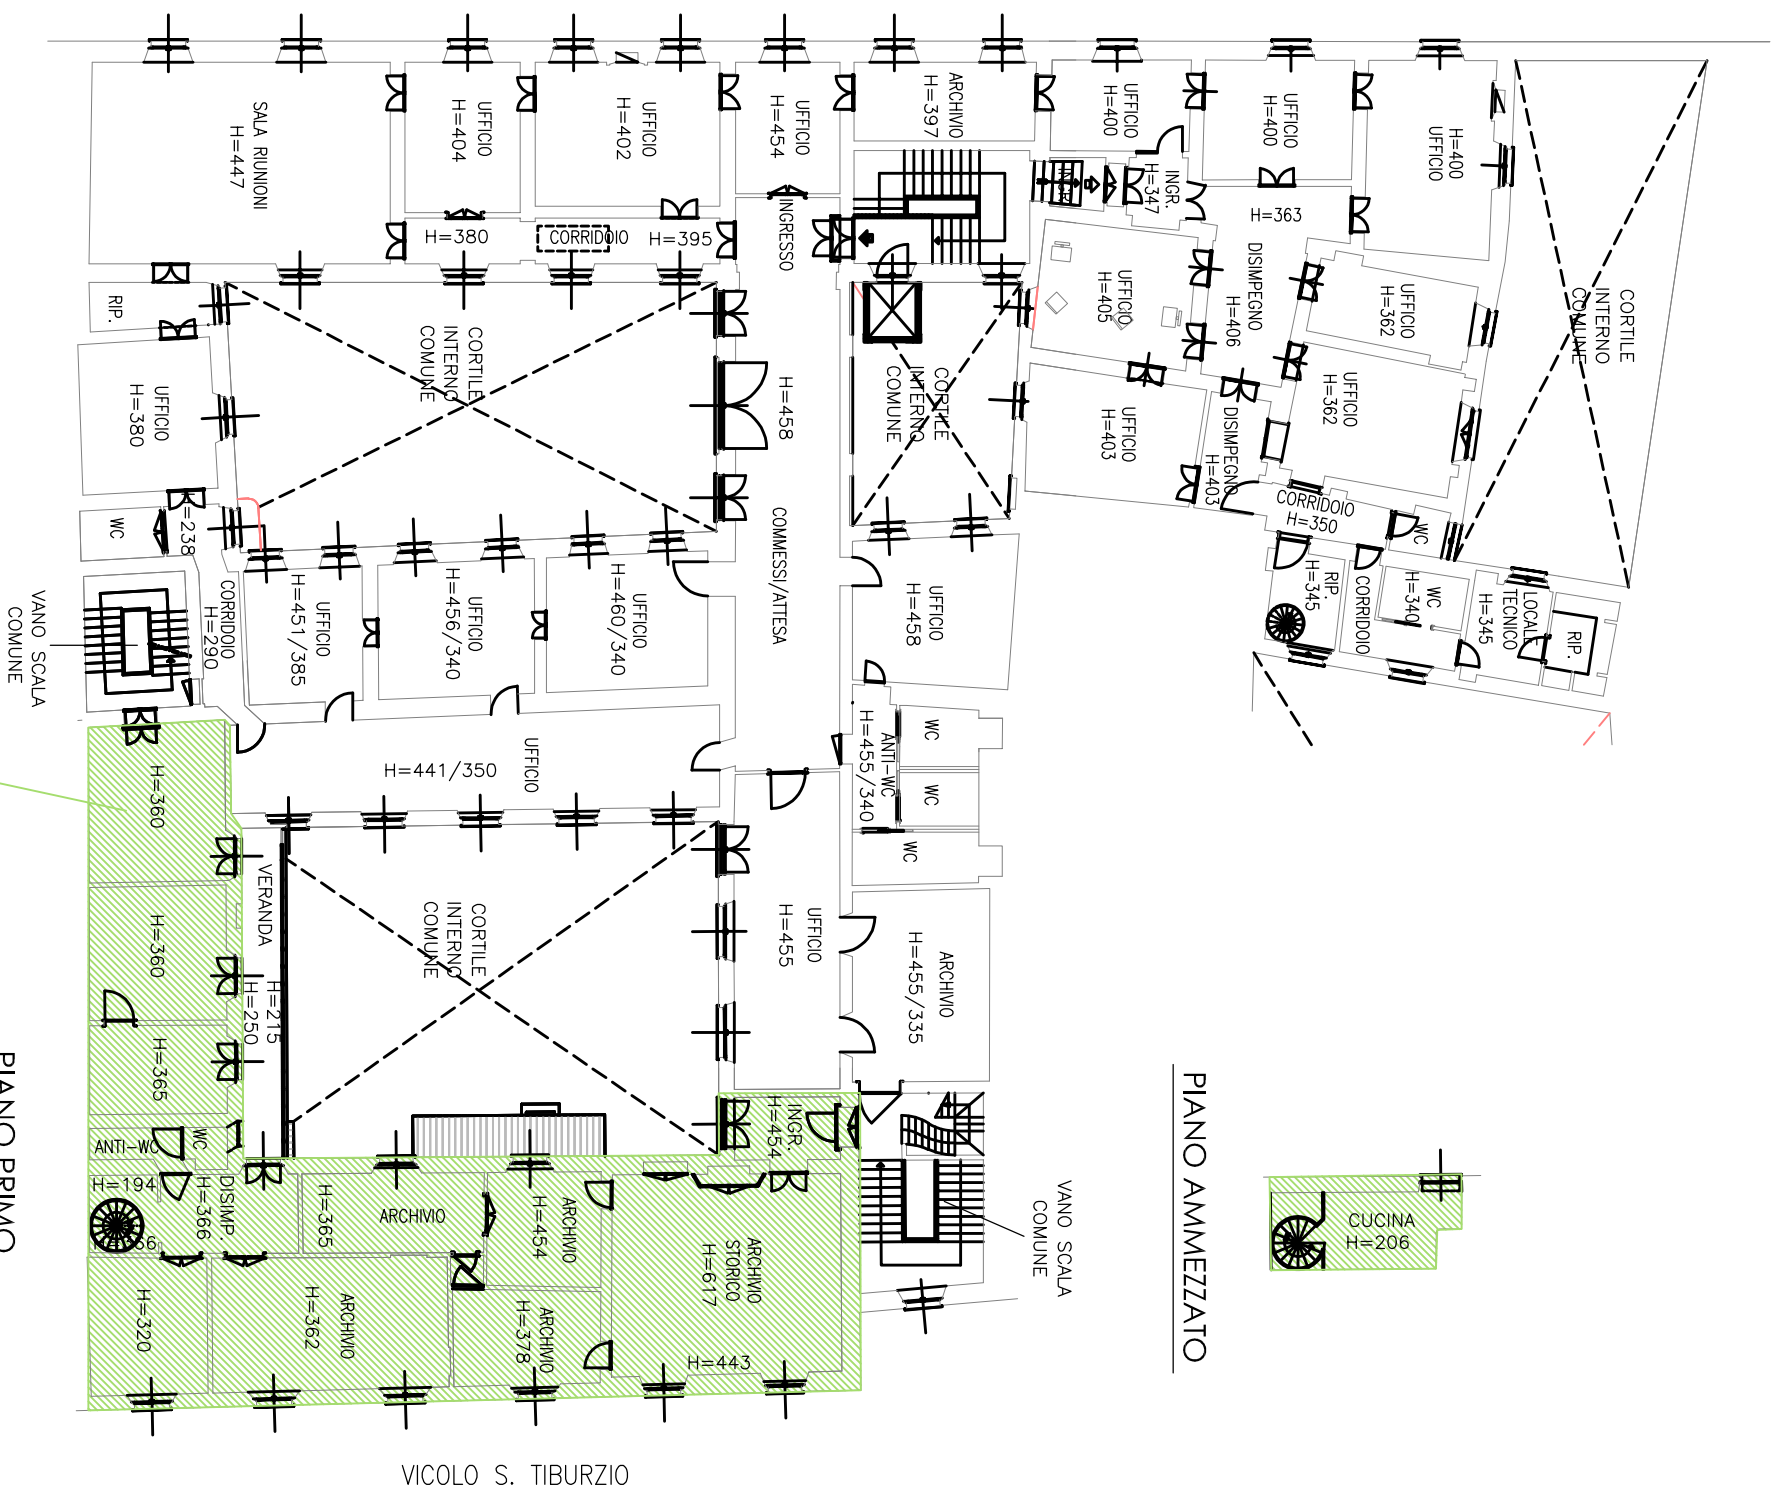 SALA RIUNIONI
H=447
UFFICIO
H=404
UFFICIO
H=402
UFFICIO
H=454
ARCHIVIO
H=397
UFFICIO
H=400
UFFICIO
H=400
H=400
UFFICIO
INGR.
INGR.
H=347
H=363
H=380
CORRIDOIO
H=395
INGRESSO
DISIMPEGNO
H=406
UFFICIO
H=405
UFFICIO
H=362
CORTILE
INTERNO
COMUNE
RIP.
CORTILE
INTERNO
COMUNE
H=458
CORTILE
INTERNO
COMUNE
UFFICIO
H=380
UFFICIO
H=403
DISIMPEGNO
H=403
UFFICIO
H=362
CORRIDOIO
H=350
WC
WC
H=238
COMMESSI/ATTESA
UFFICIO
H=458
RIP.
H=345
CORRIDOIO
WC
H=340
LOCALE
TECNICO
H=345
RIP.
CORRIDOIO
H=290
UFFICIO
H=451/385
UFFICIO
H=456/340
UFFICIO
H=460/340
VANO SCALA
COMUNE
UFFICIO
H=441/350
ANTI-WC
H=455/340
WC
WC
WC
H=360
VERANDA
H=215
H=250
CORTILE
INTERNO
COMUNE
UFFICIO
H=455
ARCHIVIO
H=455/335
H=360
H=365
ANTI-WC
WC
INGR.
H=454
H=194
H=366
DISIMP.
H=366
H=365
ARCHIVIO
ARCHIVIO
H=454
ARCHIVIO
STORICO
H=617
H=443
VANO SCALA
COMUNE
H=320
ARCHIVIO
H=362
ARCHIVIO
H=378
PIANO PRIMO
PIANO AMMEZZATO
CUCINA
H=206
VICOLO S. TIBURZIO